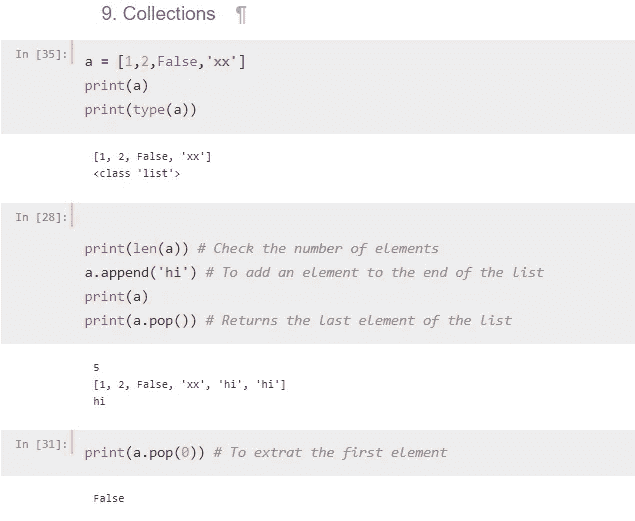 9. Collections ¶
In [35]:
a = [1,2,False,'xx']
print(a)
print(type(a))
[1, 2, False, 'xx']
<class 'list'>
In [28]:
print(len(a)) # Check the number of elements
a.append('hi') # To add an element to the end of the list
print(a)
print(a.pop()) # Returns the last element of the list
5
[1, 2, False, 'xx', 'hi', 'hi']
hi
In [31]:
print(a.pop(0)) # To extrat the first element
False